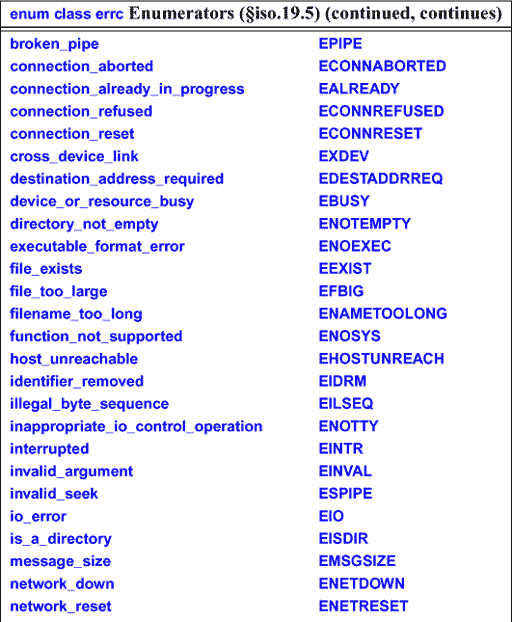 enum class errc Enumerators (§iso.19.5) (continued, continues)
broken_pipe EPIPE
connection_aborted ECONNABORTED
connection_already_in_progress EALREADY
connection_refused ECONNREFUSED
connection_reset ECONNRESET
cross_device_link EXDEV
destination_address_required EDESTADDRREQ
device_or_resource_busy EBUSY
directory_not_empty ENOTEMPTY
executable_format_error ENOEXEC
file_exists EEXIST
file_too_large EFBIG
filename_too_long ENAMETOOLONG
function_not_supported ENOSYS
host_unreachable EHOSTUNREACH
identifier_removed EIDRM
illegal_byte_sequence EILSEQ
inappropriate_io_control_operation ENOTTY
interrupted EINTR
invalid_argument EINVAL
invalid_seek ESPIPE
io_error EIO
is_a_directory EISDIR
message_size EMSGSIZE
network_down ENETDOWN
network_reset ENETRESET